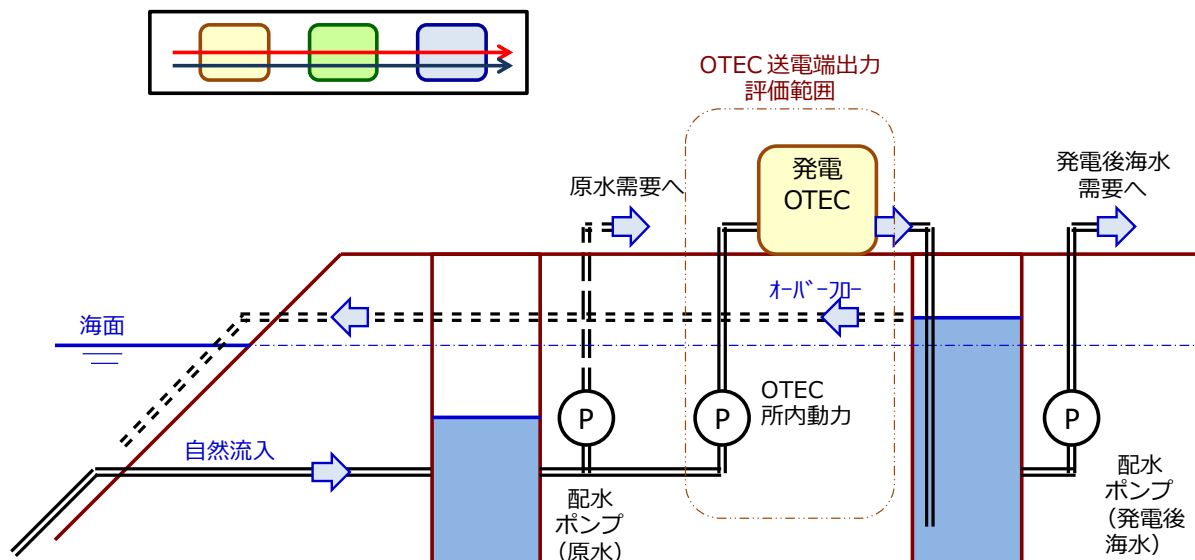 OTEC 送電端出力
評価範囲
原水需要へ
発電
OTEC
発電後海水
需要へ
ｵｰﾊﾞｰﾌﾛｰ
海面
P
P
OTEC
所内動力
P
自然流入
配水
ポンプ
（原水）
配水
ポンプ
（発電後
海水）